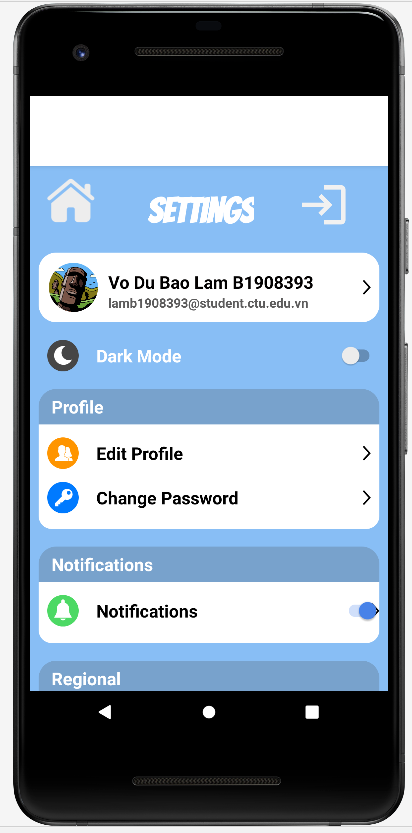 SETTINGS
Vo Du Bao Lam B1908393
lamb1908393@student.ctu.edu.vn
Dark Mode
Profile
Edit Profile
Change Password
Notifications
Notifications
Regional